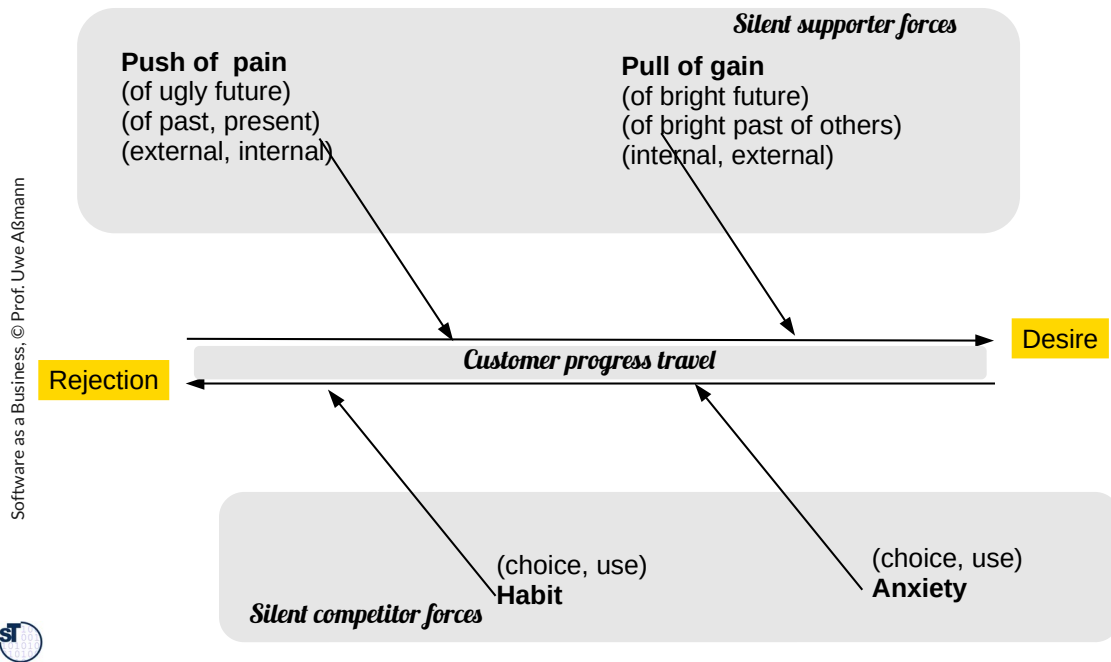 Silent supporter forces
Push of pain
(of ugly future)
(of past, present)
(external, internal)
Pull of gain
(of bright future)
(of bright past of others)
(internal, external)
Desire
Customer progress travel
Rejection
(choice, use)
Habit
(choice, use)
Anxiety
Silent competitor forces
Software as a Business, © Prof. Uwe Aßmann
ST